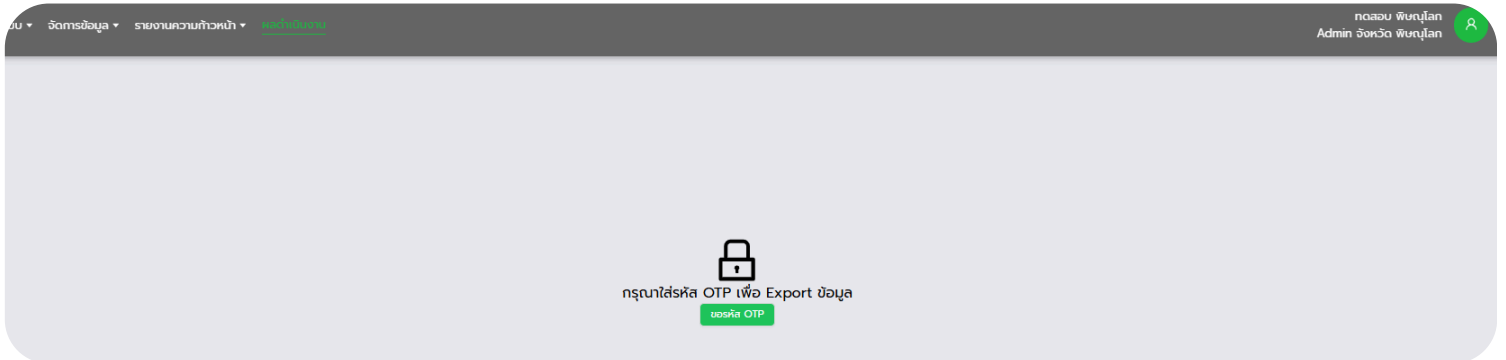 จัดการข้อมูล
รายงานความก้าวหน้า
ผลดำเนินงาน
ทดสอบ พิษณุโลก
Admin จังหวัด พิษณุโลก
กรุณาใส่รหัส OTP เพื่อ Export ข้อมูล
ขอรหัส OTP